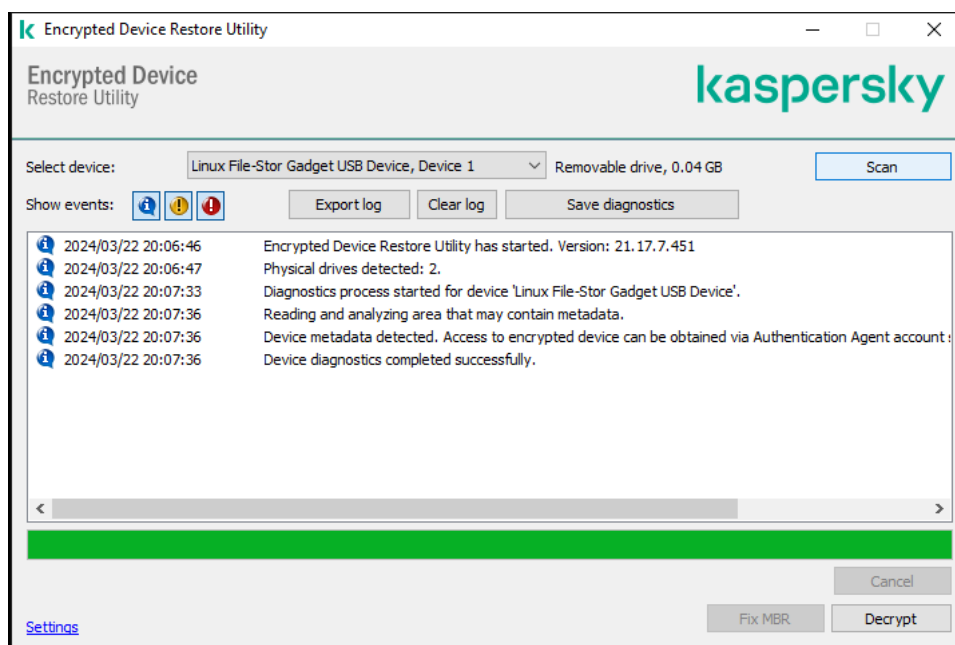 Encrypted Device Restore Utility
Encrypted Device
Restore Utility
kaspersky
Select device: Linux File-Stor Gadget USB Device, Device 1 Removable drive, 0.04 GB Scan
Show events: Export log Clear log Save diagnostics
2024/03/22 20:06:46 Encrypted Device Restore Utility has started. Version: 21.17.7.451
2024/03/22 20:06:47 Physical drives detected: 2.
2024/03/22 20:07:33 Diagnostics process started for device 'Linux File-Stor Gadget USB Device'.
2024/03/22 20:07:36 Reading and analyzing area that may contain metadata.
2024/03/22 20:07:36 Device metadata detected. Access to encrypted device can be obtained via Authentication Agent account
2024/03/22 20:07:36 Device diagnostics completed successfully.
Cancel
Settings Fix MBR Decrypt